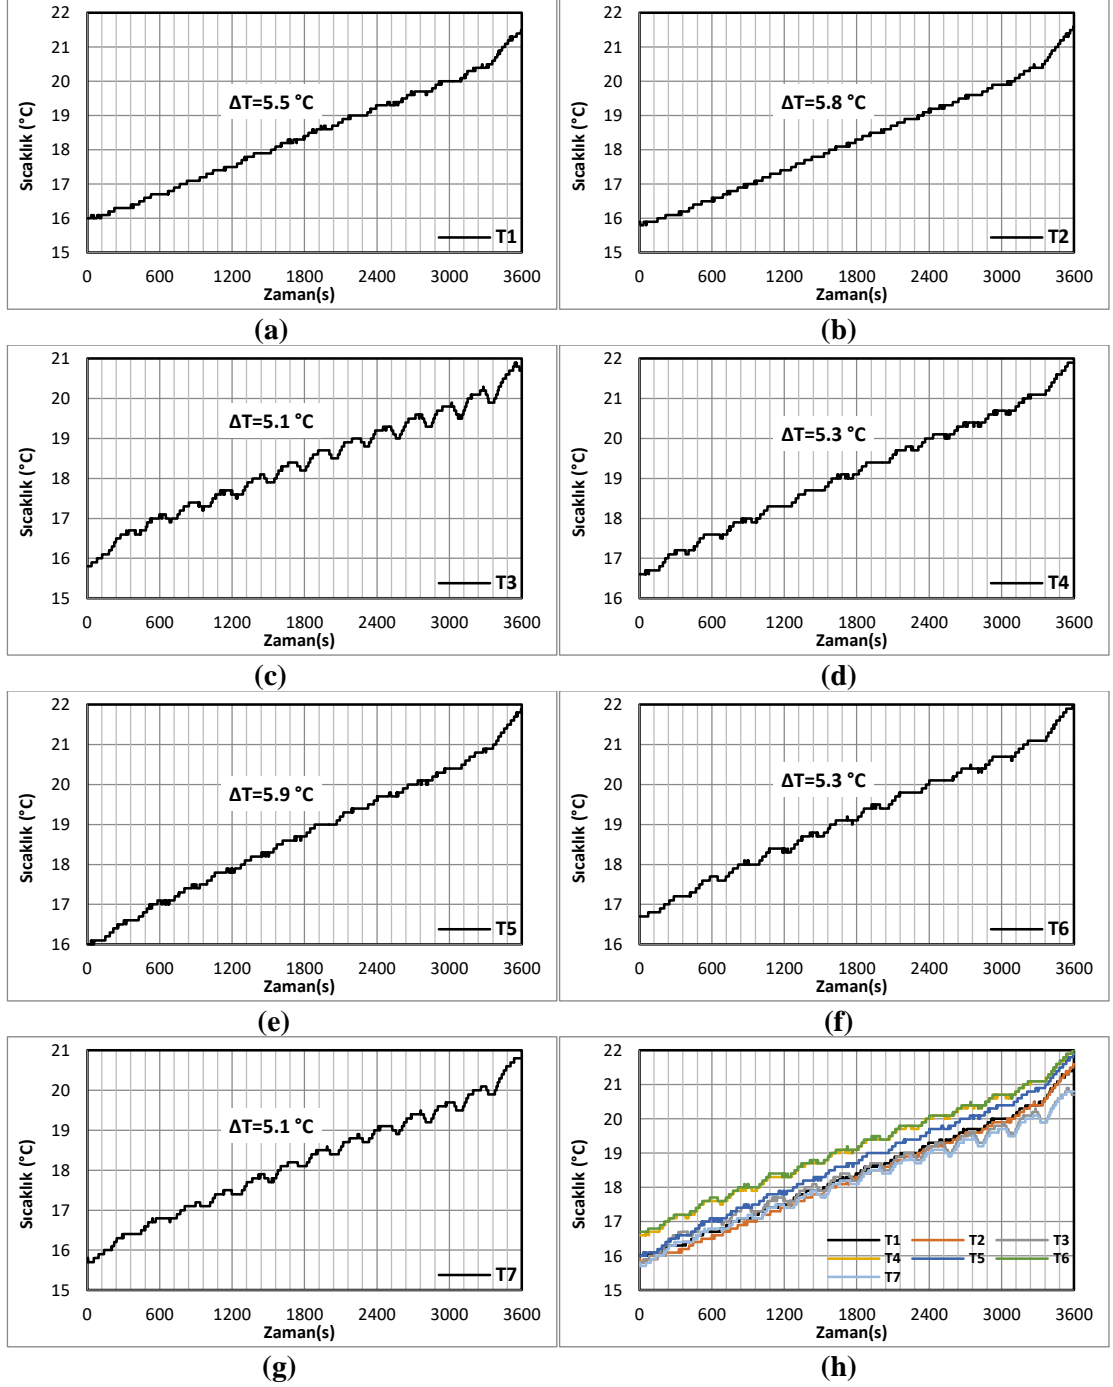 22
21
20
19
18
17
16
15
Sıcaklık (°C)
ΔT=5.5 °C
T1
0 600 1200 1800 2400 3000 3600
Zaman(s)
(a)
22
21
20
19
18
17
16
15
Sıcaklık (°C)
ΔT=5.8 °C
T2
0 600 1200 1800 2400 3000 3600
Zaman(s)
(b)
21
20
19
18
17
16
15
Sıcaklık (°C)
ΔT=5.1 °C
T3
0 600 1200 1800 2400 3000 3600
Zaman(s)
(c)
22
21
20
19
18
17
16
Sıcaklık (°C)
ΔT=5.3 °C
T4
0 600 1200 1800 2400 3000 3600
Zaman(s)
(d)
22
21
20
19
18
17
16
Sıcaklık (°C)
ΔT=5.9 °C
T5
0 600 1200 1800 2400 3000 3600
Zaman(s)
(e)
22
21
20
19
18
17
16
Sıcaklık (°C)
ΔT=5.3 °C
T6
0 600 1200 1800 2400 3000 3600
Zaman(s)
(f)
21
20
19
18
17
16
15
Sıcaklık (°C)
ΔT=5.1 °C
T7
0 600 1200 1800 2400 3000 3600
Zaman(s)
(g)
22
21
20
19
18
17
16
15
Sıcaklık (°C)
T1 T2 T3
T4 T5 T6
T7
0 600 1200 1800 2400 3000 3600
Zaman(s)
(h)